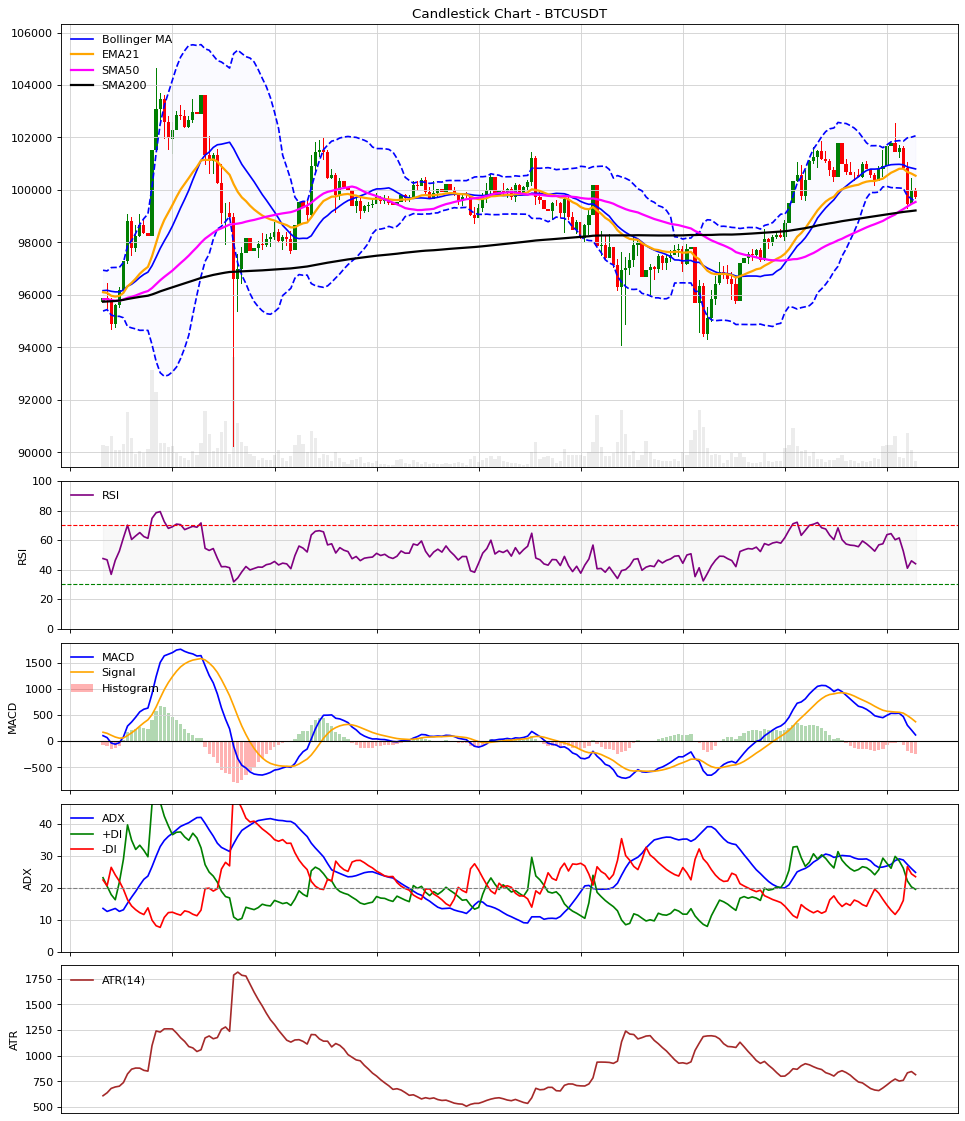 Candlestick Chart - BTCUSDT
106000
104000
102000
100000
98000
96000
94000
92000
90000
Bollinger MA
EMA21
SMA50
SMA200
100
80
60
40
20
0
RSI
RSI
1500
1000
500
0
−500
MACD
MACD
Signal
Histogram
40
30
20
10
0
ADX
ADX
+DI
-DI
1750
1500
1250
1000
750
500
ATR
ATR(14)